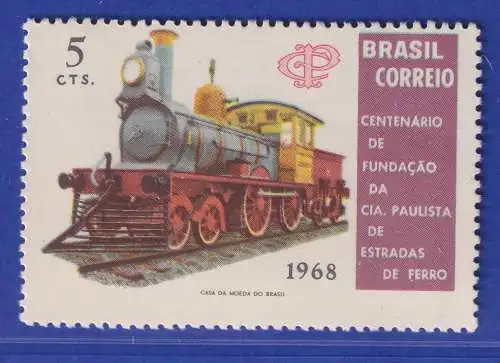 5
CTS.
CP
BRASIL
CORREIO
CENTENÁRIO
DE
FUNDAÇÃO
DA
CIA. PAULISTA
DE
ESTRADAS
DE FERRO
1968
CASA DA MOEDA DO BRASIL